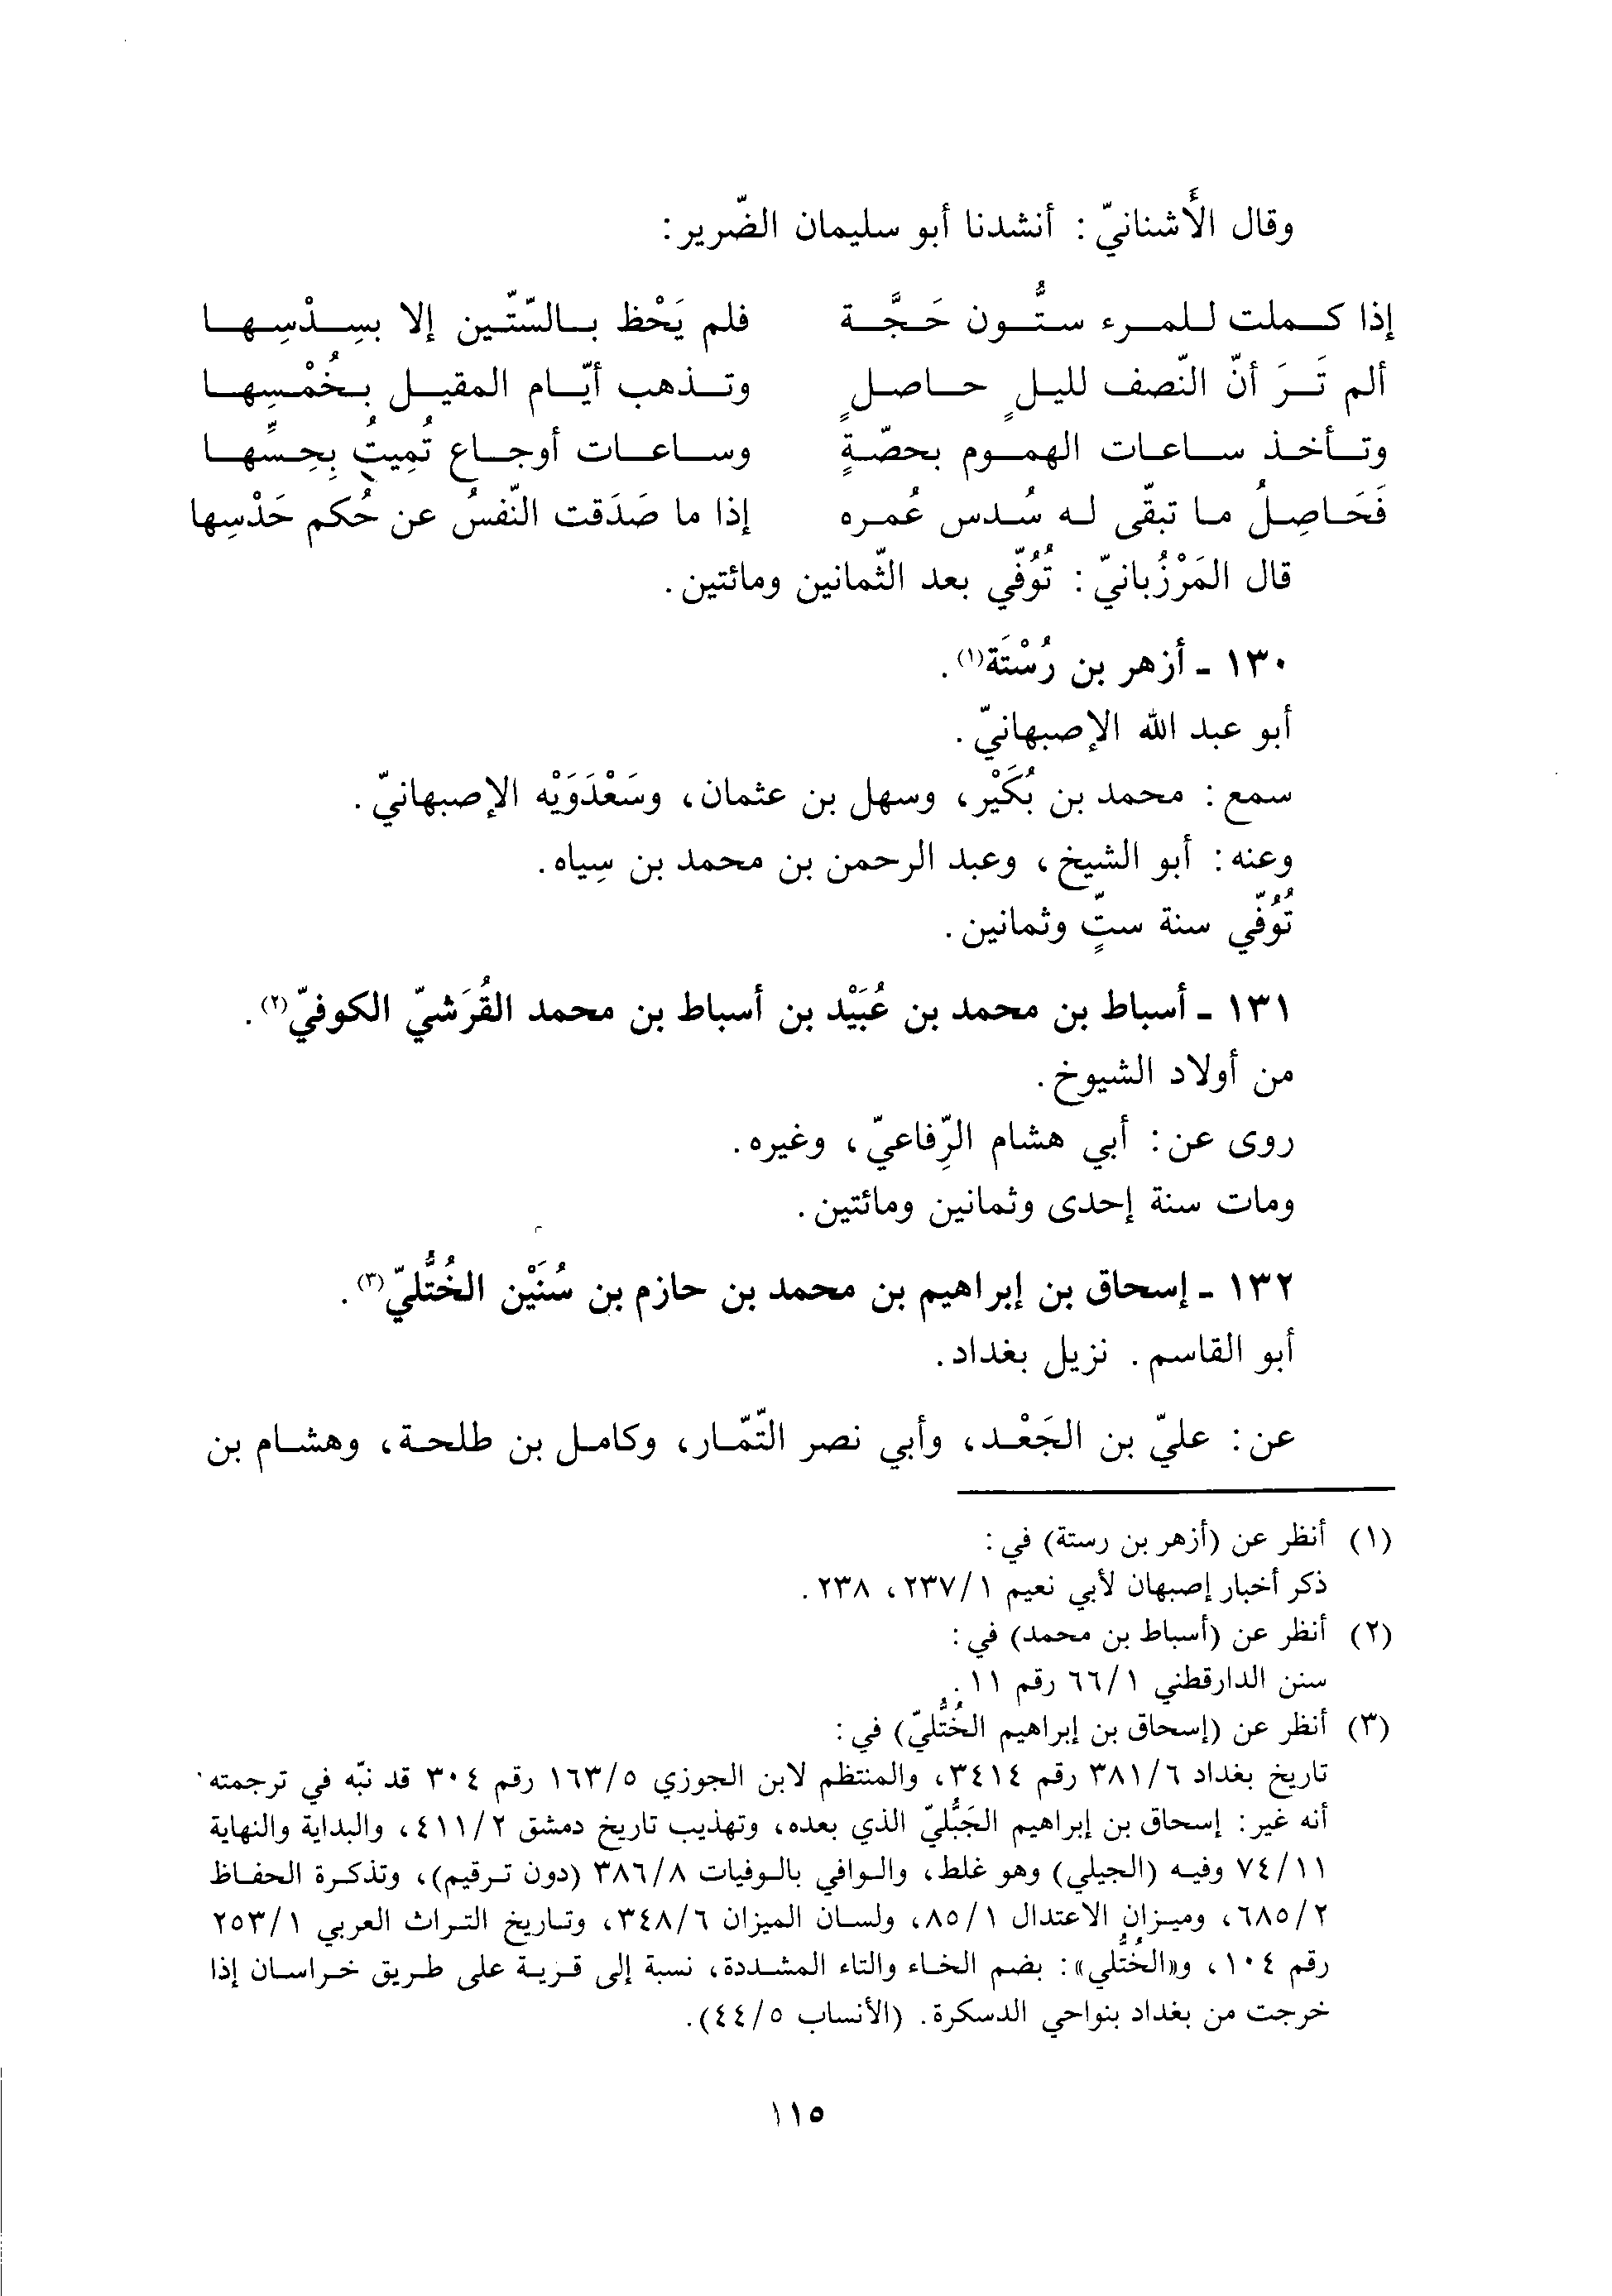 وقال الأَشنانيّ: أنشدنا أبو سليمان الضّرير:
إذا كملت للمرء ستُّون حَجَّة فلم يَحْظ بالسّتّين إلا بسِدْسِها
ألم تَرَ أنّ النّصف لليلٍ حاصلٍ وتذهب أيّام المقيل بخُمْسِها
وتأخذ ساعات الهموم بحصّةٍ وساعات أوجاع تُمِيتُ بِحِسِّها
فَحَاصِلُ ما تبقّى له سُدس عُمره إذا ما صَدَقت النّفسُ عن حُكم حَدْسِها
قال المَرْزُبانيّ: تُوُفّي بعد الثّمانين ومائتين.
١٣٠ - أزهر بن رُسْتَة(١).
أبو عبد الله الإصبهانيّ.
سمع: محمد بن بُكَيْر، وسهل بن عثمان، وسَعْدَوَيْه الإصبهانيّ.
وعنه: أبو الشيخ، وعبد الرحمن بن محمد بن سِياه.
تُوُفّي سنة ستٍّ وثمانين.
١٣١ - أسباط بن محمد بن عُبَيْد بن أسباط بن محمد القُرَشيّ الكوفيّ(٢).
من أولاد الشيوخ.
روى عن: أبي هشام الرِّفاعيّ، وغيره.
ومات سنة إحدى وثمانين ومائتين.
١٣٢ - إسحاق بن إبراهيم بن محمد بن حازم بن سُنَيْن الخُتُّليّ(٣).
أبو القاسم. نزيل بغداد.
عن: عليّ بن الجَعْد، وأبي نصر التّمّار، وكامل بن طلحة، وهشام بن
(١) أنظر عن (أزهر بن رستة) في:
ذكر أخبار إصبهان لأبي نعيم ١/٢٣٧، ٢٣٨.
(٢) أنظر عن (أسباط بن محمد) في:
سنن الدارقطني ١/٦٦ رقم ١١.
(٣) أنظر عن (إسحاق بن إبراهيم الخُتُّليّ) في:
تاريخ بغداد ٦/٣٨١ رقم ٣٤١٤، والمنتظم لابن الجوزي ٥/١٦٣ رقم ٣٠٤ قد نبّه في ترجمته
أنه غير: إسحاق بن إبراهيم الجَبُّليّ الذي بعده، وتهذيب تاريخ دمشق ٢/٤١١، والبداية والنهاية
١١/٧٤ وفيه (الجيلي) وهو غلط، والوافي بالوفيات ٨/٣٨٦ (دون ترقيم)، وتذكرة الحفاظ
٢/٦٨٥، وميزان الاعتدال ١/٨٥، ولسان الميزان ٦/٣٤٨، وتاريخ التراث العربي ١/٢٥٣
رقم ١٠٤، و«الخُتُّلي»: بضم الخاء والتاء المشددة، نسبة إلى قرية على طريق خراسان إذا
خرجت من بغداد بنواحي الدسكرة. (الأنساب ٥/٤٤).
١١٥